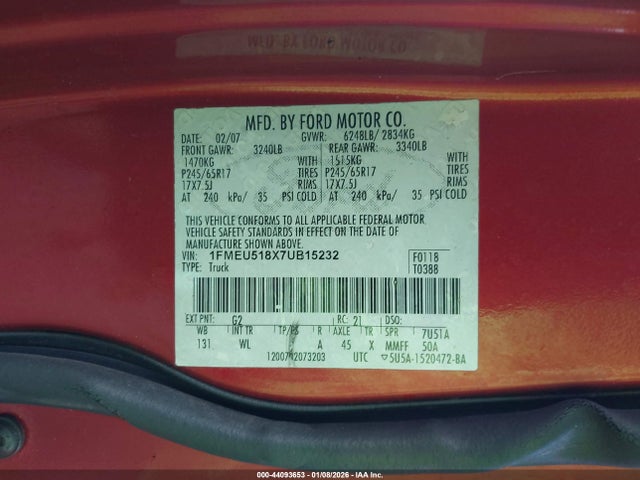 MFD. BY FORD MOTOR CO.
DATE: 02/07 GVWR: 6248LB/ 2834KG
FRONT GAWR: 3240LB REAR GAWR: 3340LB
1470KG WITH 1515KG WITH
P245/65R17 TIRES P245/65R17 TIRES
17X7.5J RIMS 17X7.5J RIMS
AT 240 kPa/ 35 PSI COLD AT 240 kPa/ 35 PSI COLD
THIS VEHICLE CONFORMS TO ALL APPLICABLE FEDERAL MOTOR
VEHICLE SAFETY STANDARDS IN EFFECT ON THE DATE OF
MANUFACTURE SHOWN ABOVE.
VIN: 1FMEU518X7UB15232 F0118
TYPE: Truck T0388
EXT PNT: G2 RC: 21 DSO:
WB INT TR TP/PS R AXLE TR SPR 7U51A
131 WL A 45 X MMFF 50A
UTC 5U5A-1520472-BA
000-44093653 | 01/08/2026 - IAA, Inc.